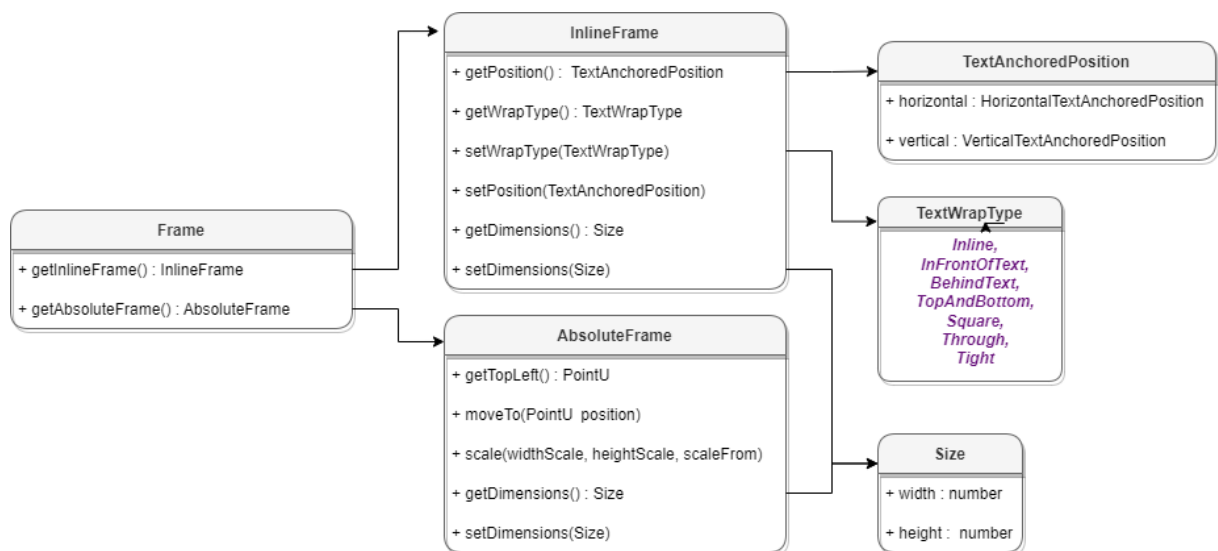 Frame
+ getInlineFrame() : InlineFrame
+ getAbsoluteFrame() : AbsoluteFrame
InlineFrame
+ getPosition() : TextAnchoredPosition
+ getWrapType() : TextWrapType
+ setWrapType(TextWrapType)
+ setPosition(TextAnchoredPosition)
+ getDimensions() : Size
+ setDimensions(Size)
AbsoluteFrame
+ getTopLeft() : PointU
+ moveTo(PointU position)
+ scale(widthScale, heightScale, scaleFrom)
+ getDimensions() : Size
+ setDimensions(Size)
TextAnchoredPosition
+ horizontal : HorizontalTextAnchoredPosition
+ vertical : VerticalTextAnchoredPosition
TextWrapType
Inline,
InFrontOfText,
BehindText,
TopAndBottom,
Square,
Through,
Tight
Size
+ width : number
+ height : number